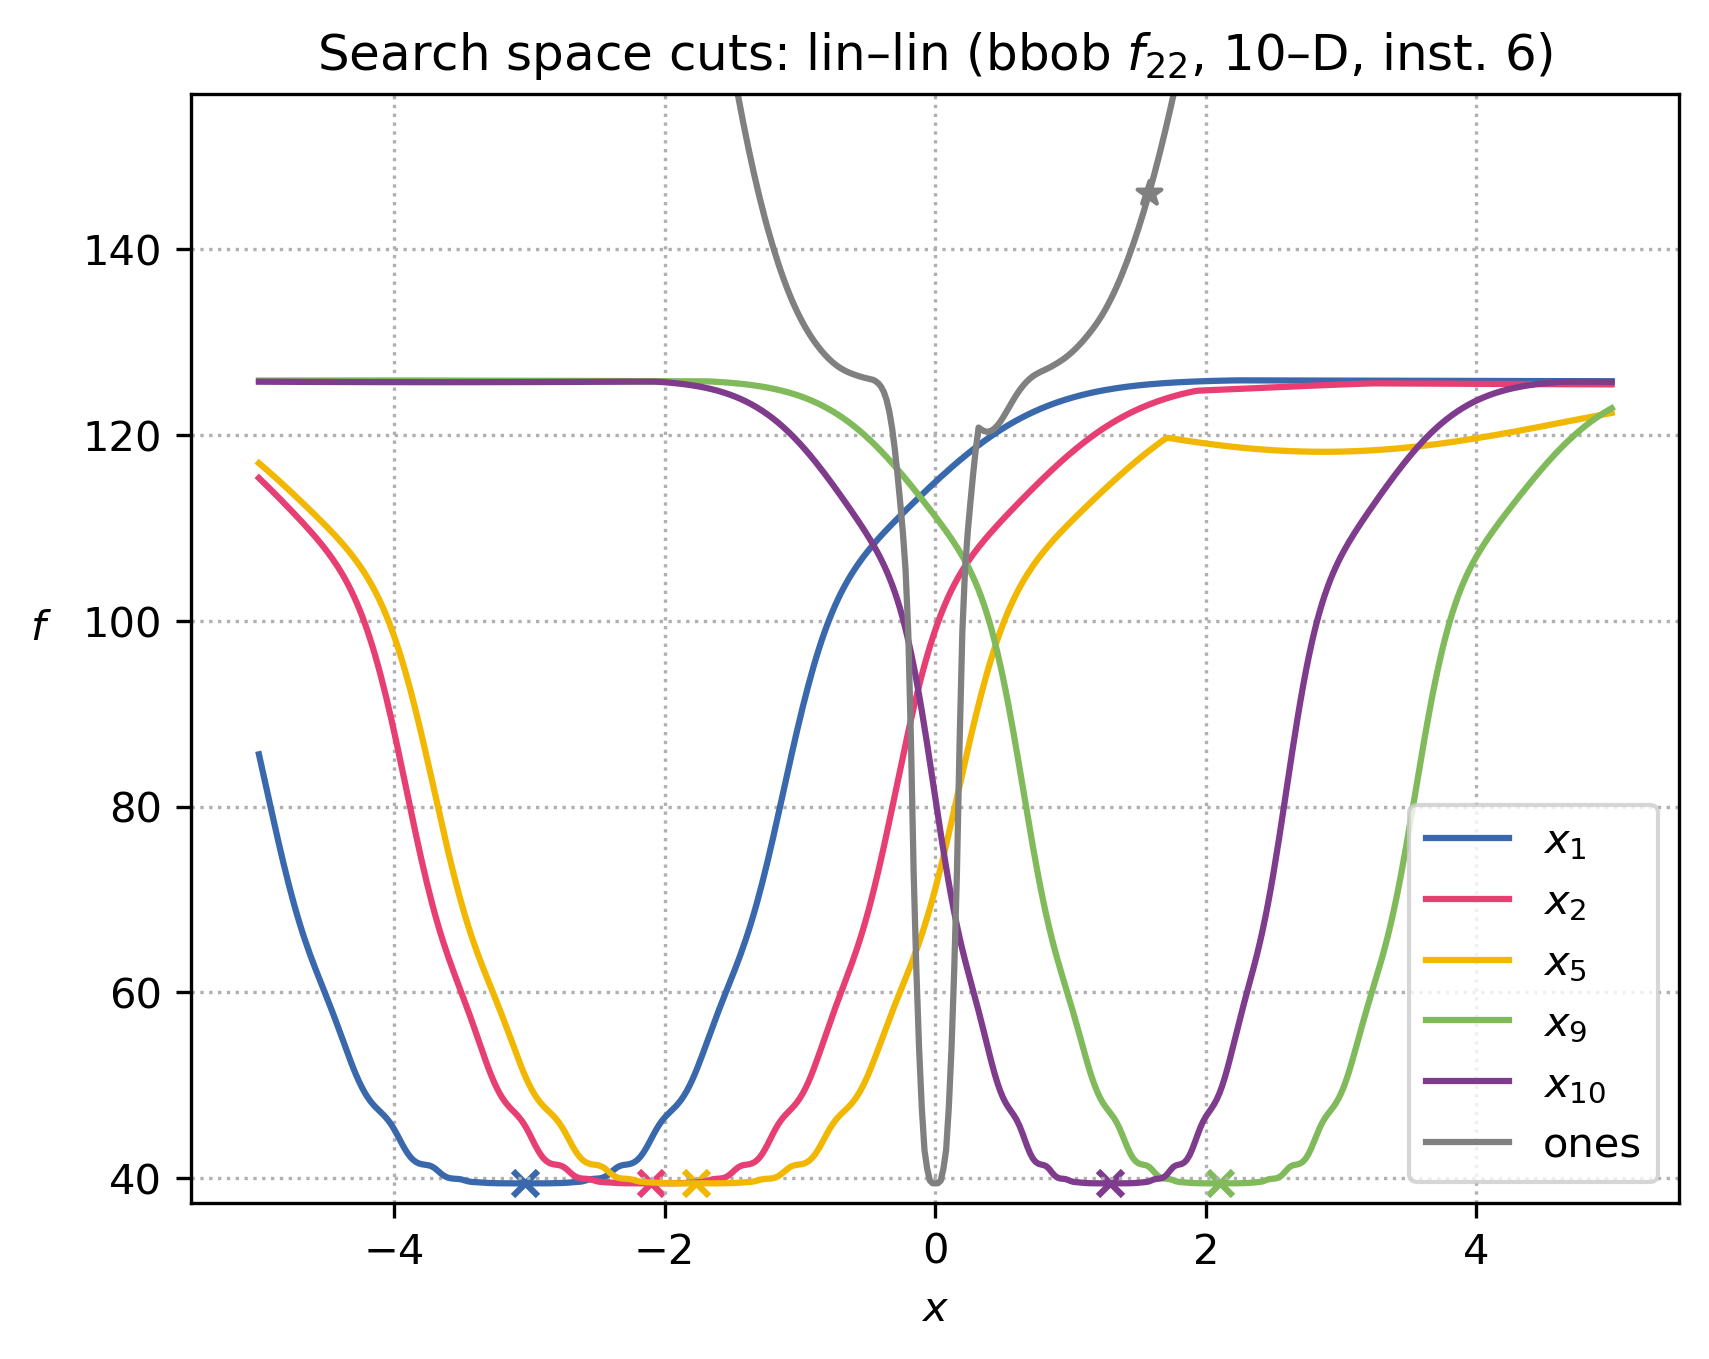 Search space cuts: lin–lin (bbob f₂₂, 10–D, inst. 6)
140
120
f
100
80
60
40
x₁
x₂
x₅
x₉
x₁₀
ones
−4
−2
0
2
4
x